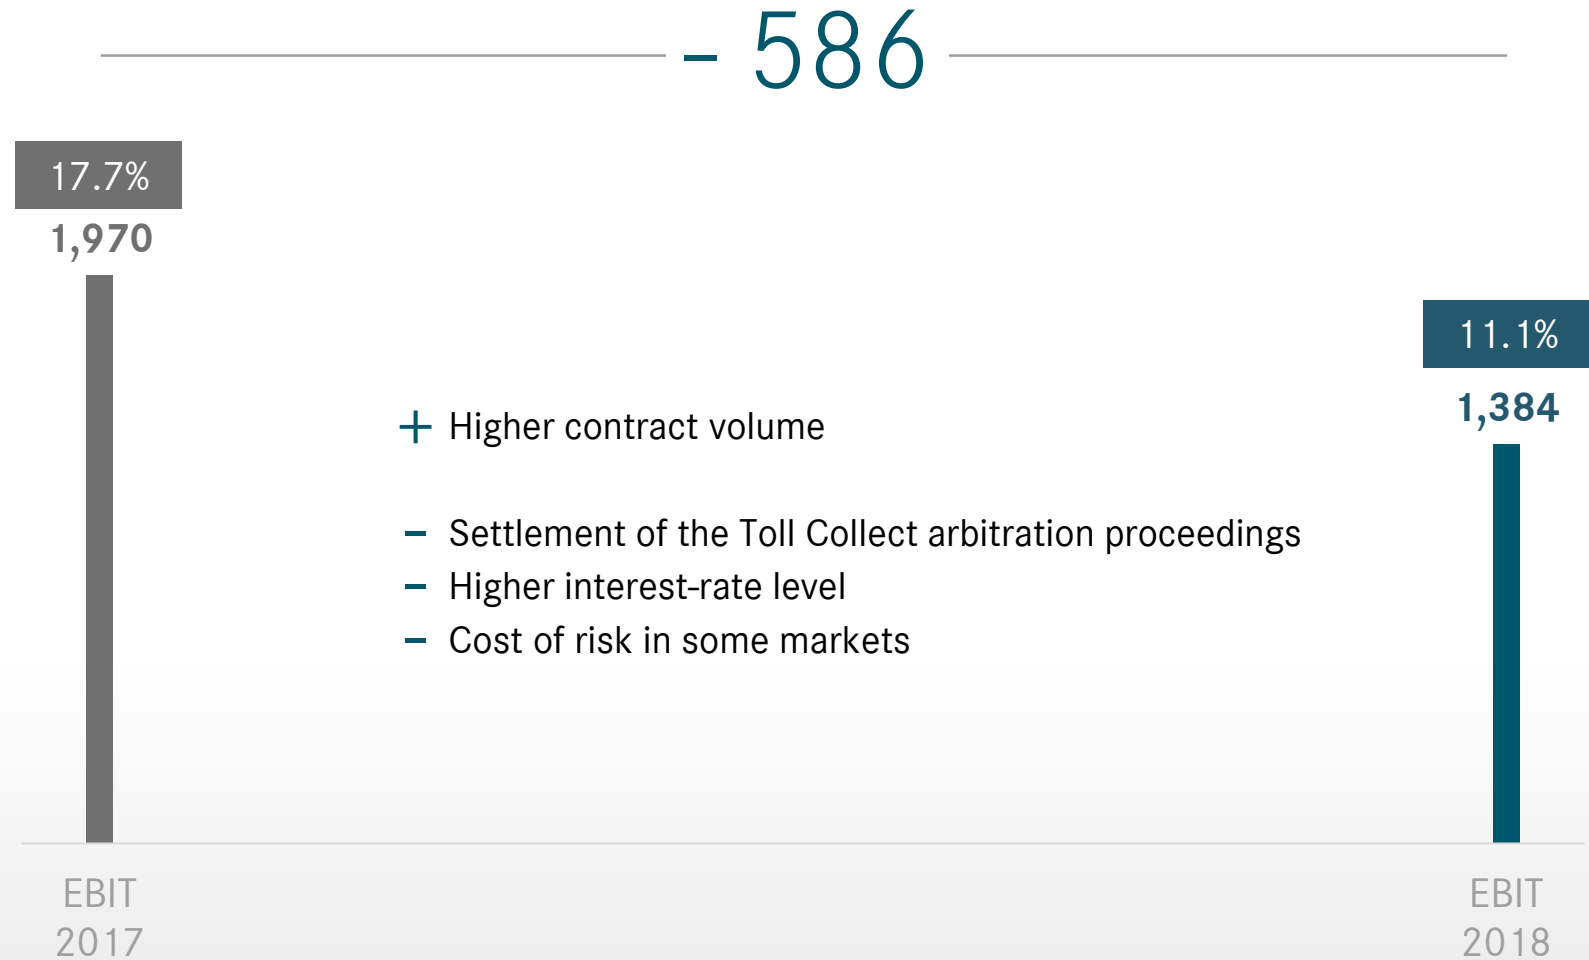 – 586
17.7%
1,970
11.1%
1,384
+ Higher contract volume
– Settlement of the Toll Collect arbitration proceedings
– Higher interest-rate level
– Cost of risk in some markets
EBIT
2017
EBIT
2018